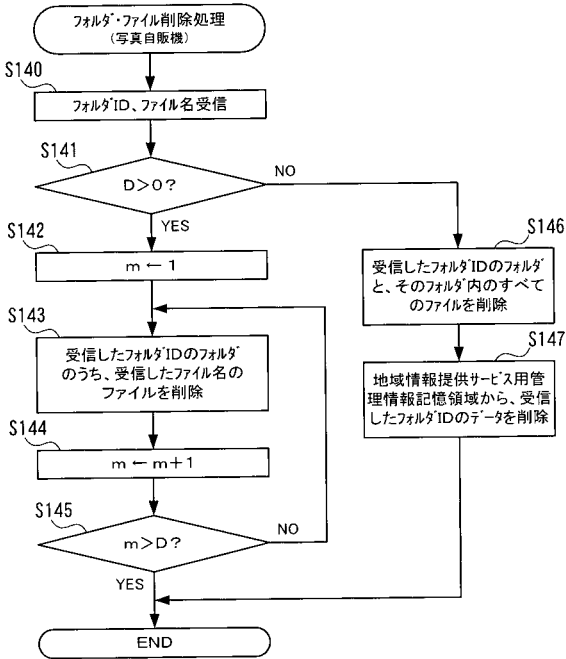 フォルダ・ファイル削除処理
(写真自販機)
S140
フォルダID、ファイル名受信
S141
D>0?
NO
YES
S142
m ← 1
S143
受信したフォルダIDのフォルダ
のうち、受信したファイル名の
ファイルを削除
S144
m ← m+1
S145
m>D?
NO
YES
S146
受信したフォルダIDのフォルダ
と、そのフォルダ内のすべて
のファイルを削除
S147
地域情報提供サービス用管
理情報記憶領域から、受信
したフォルダIDのデータを削除
END